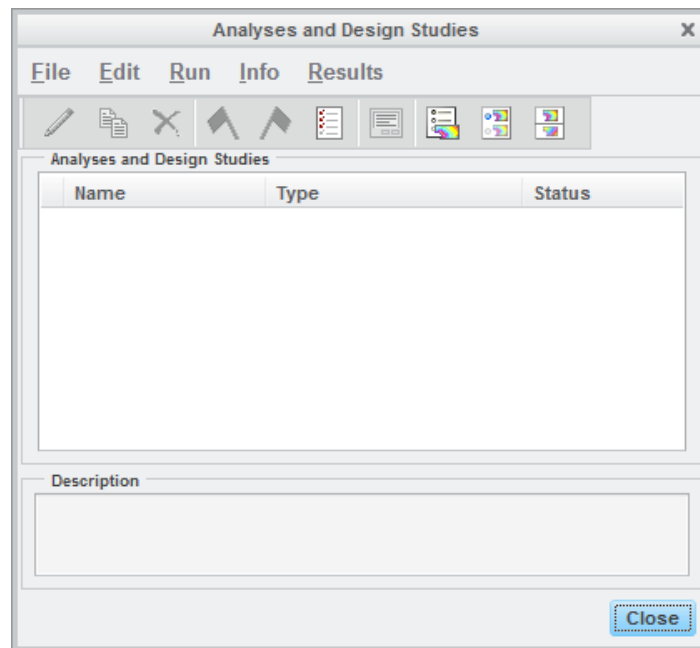 Analyses and Design Studies
File Edit Run Info Results
Analyses and Design Studies
Name Type Status
Description
Close